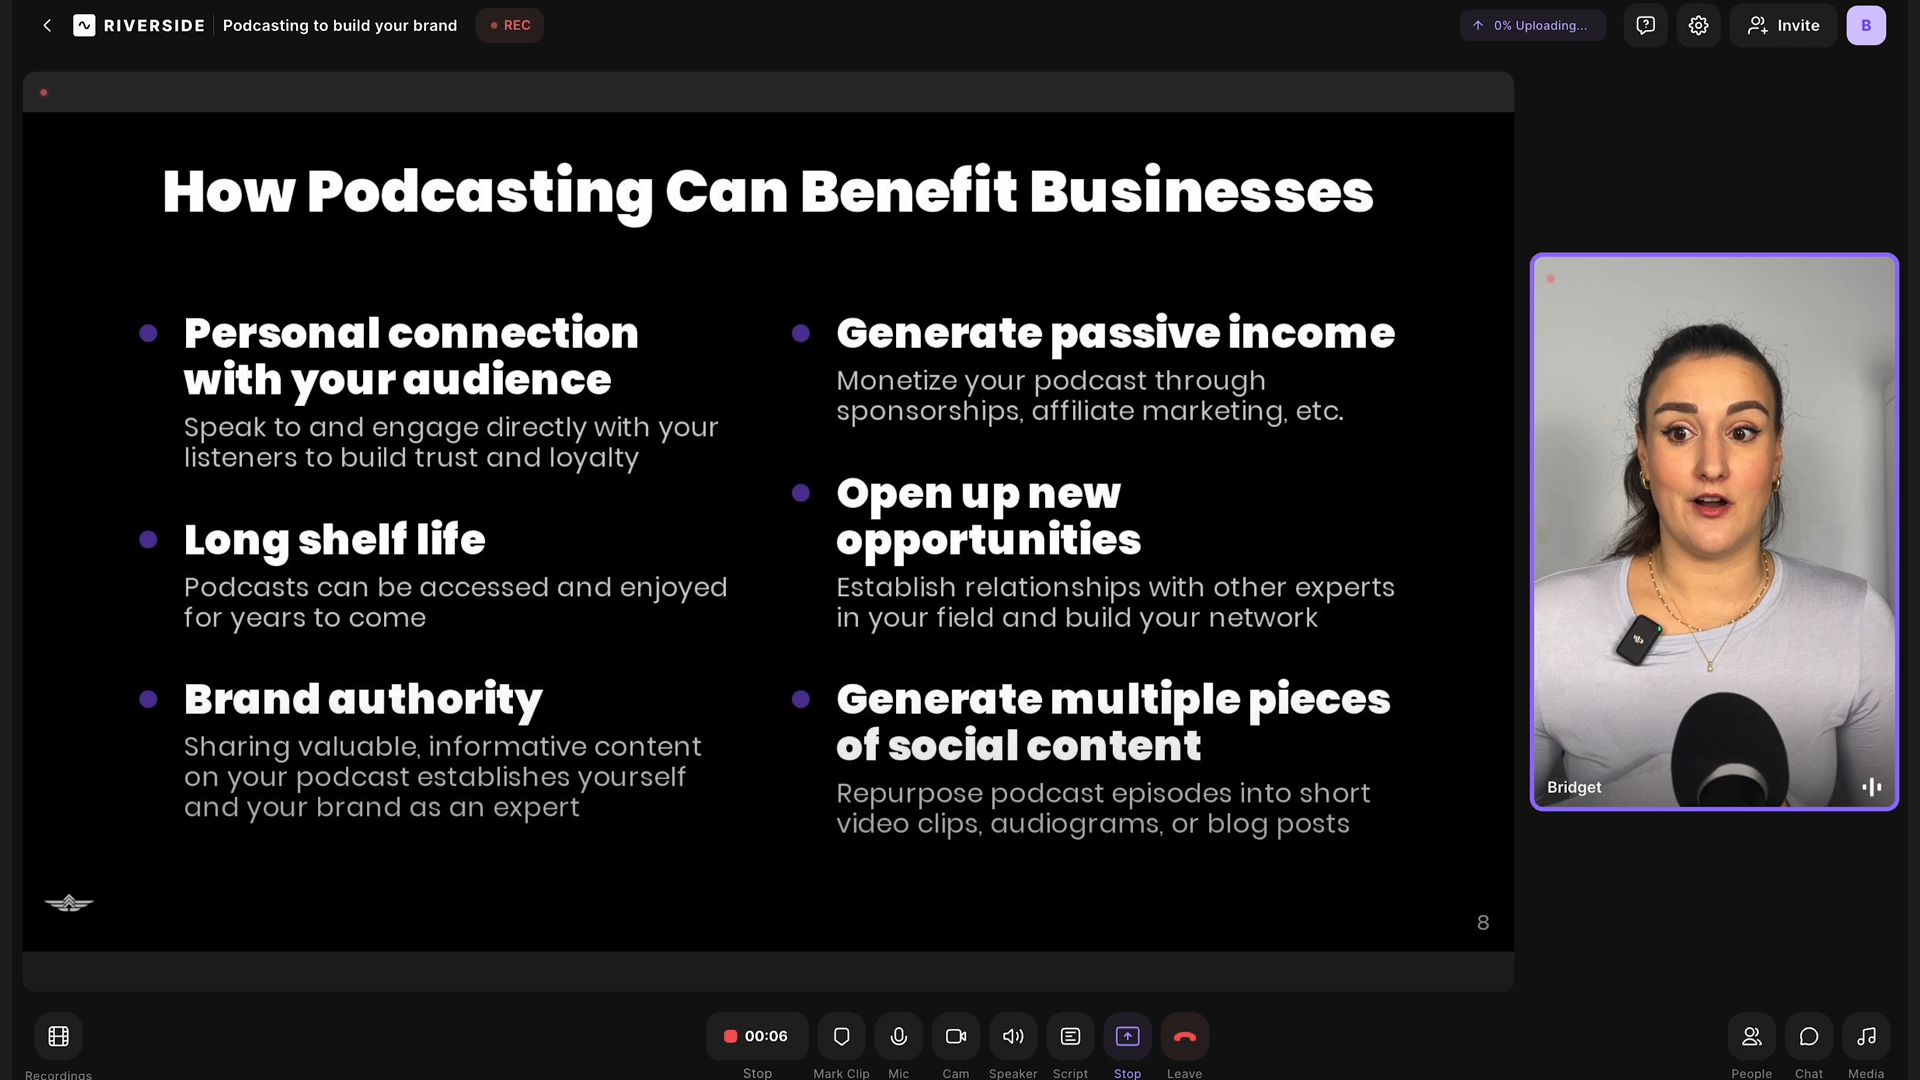 RIVERSIDE
Podcasting to build your brand
REC
0% Uploading...
Invite
B
How Podcasting Can Benefit Businesses
Personal connection
with your audience
Speak to and engage directly with your
listeners to build trust and loyalty
Long shelf life
Podcasts can be accessed and enjoyed
for years to come
Brand authority
Sharing valuable, informative content
on your podcast establishes yourself
and your brand as an expert
Generate passive income
Monetize your podcast through
sponsorships, affiliate marketing, etc.
Open up new
opportunities
Establish relationships with other experts
in your field and build your network
Generate multiple pieces
of social content
Repurpose podcast episodes into short
video clips, audiograms, or blog posts
8
Bridget
00:06
Recordings
Stop
Mark Clip
Mic
Cam
Speaker
Script
Stop
Leave
People
Chat
Media